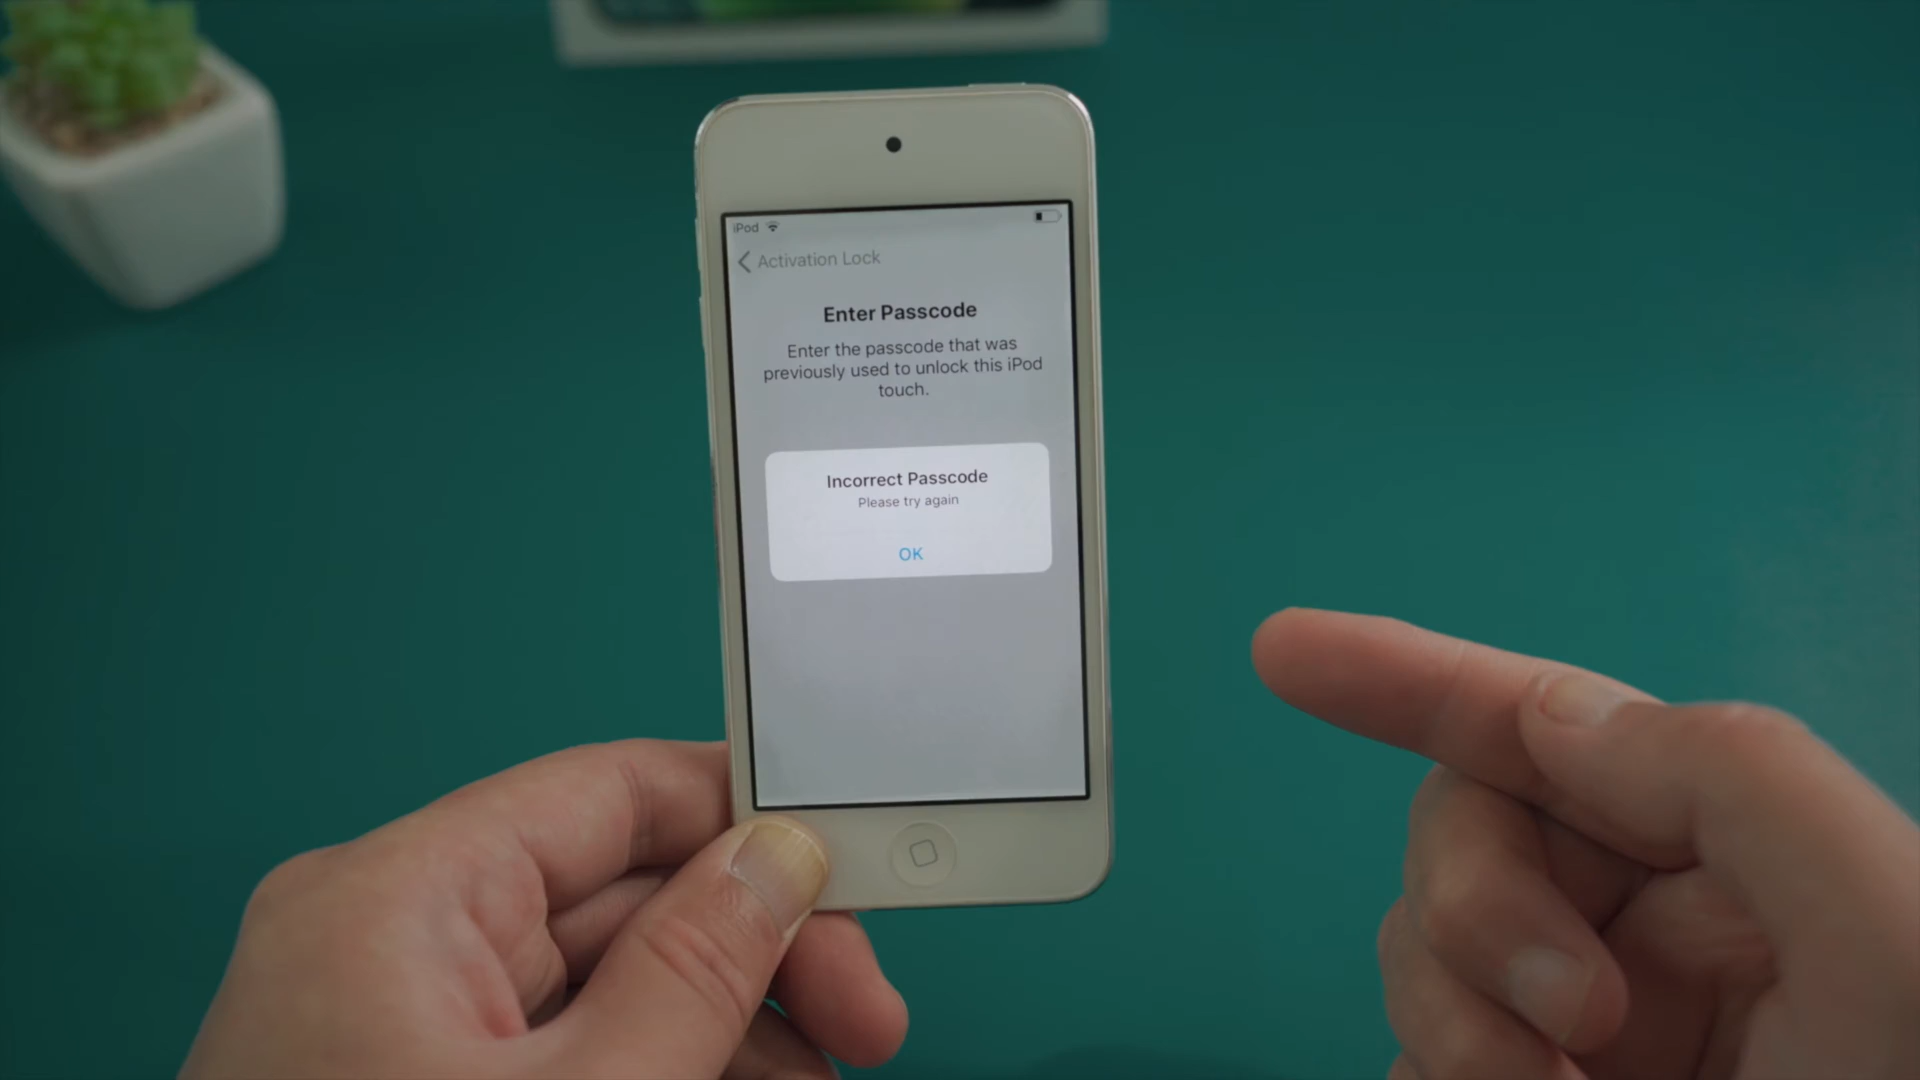 iPod
Activation Lock
Enter Passcode
Enter the passcode that was
previously used to unlock this iPod
touch.
Incorrect Passcode
Please try again
OK